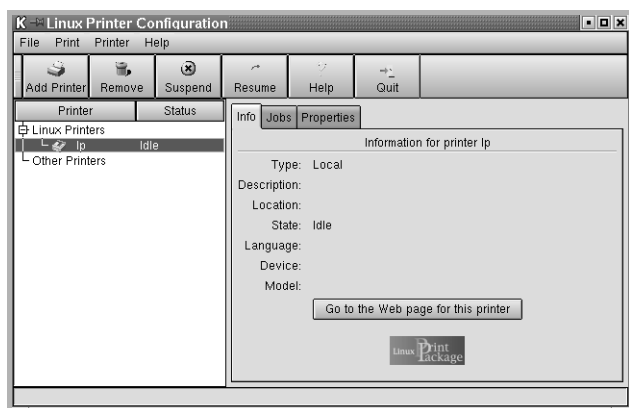 K Linux Printer Configuration
File Print Printer Help
Add Printer Remove Suspend Resume Help Quit
Printer Status
Linux Printers
lp Idle
Other Printers
Info Jobs Properties
Information for printer lp
Type: Local
Description:
Location:
State: Idle
Language:
Device:
Model:
Go to the Web page for this printer
Linux Print Package